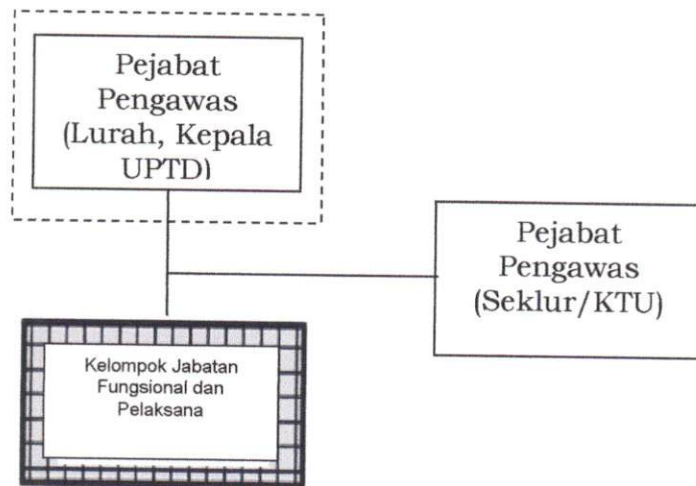 Pejabat
Pengawas
(Lurah, Kepala
UPTD)
Pejabat
Pengawas
(Seklur/KTU)
Kelompok Jabatan
Fungsional dan
Pelaksana